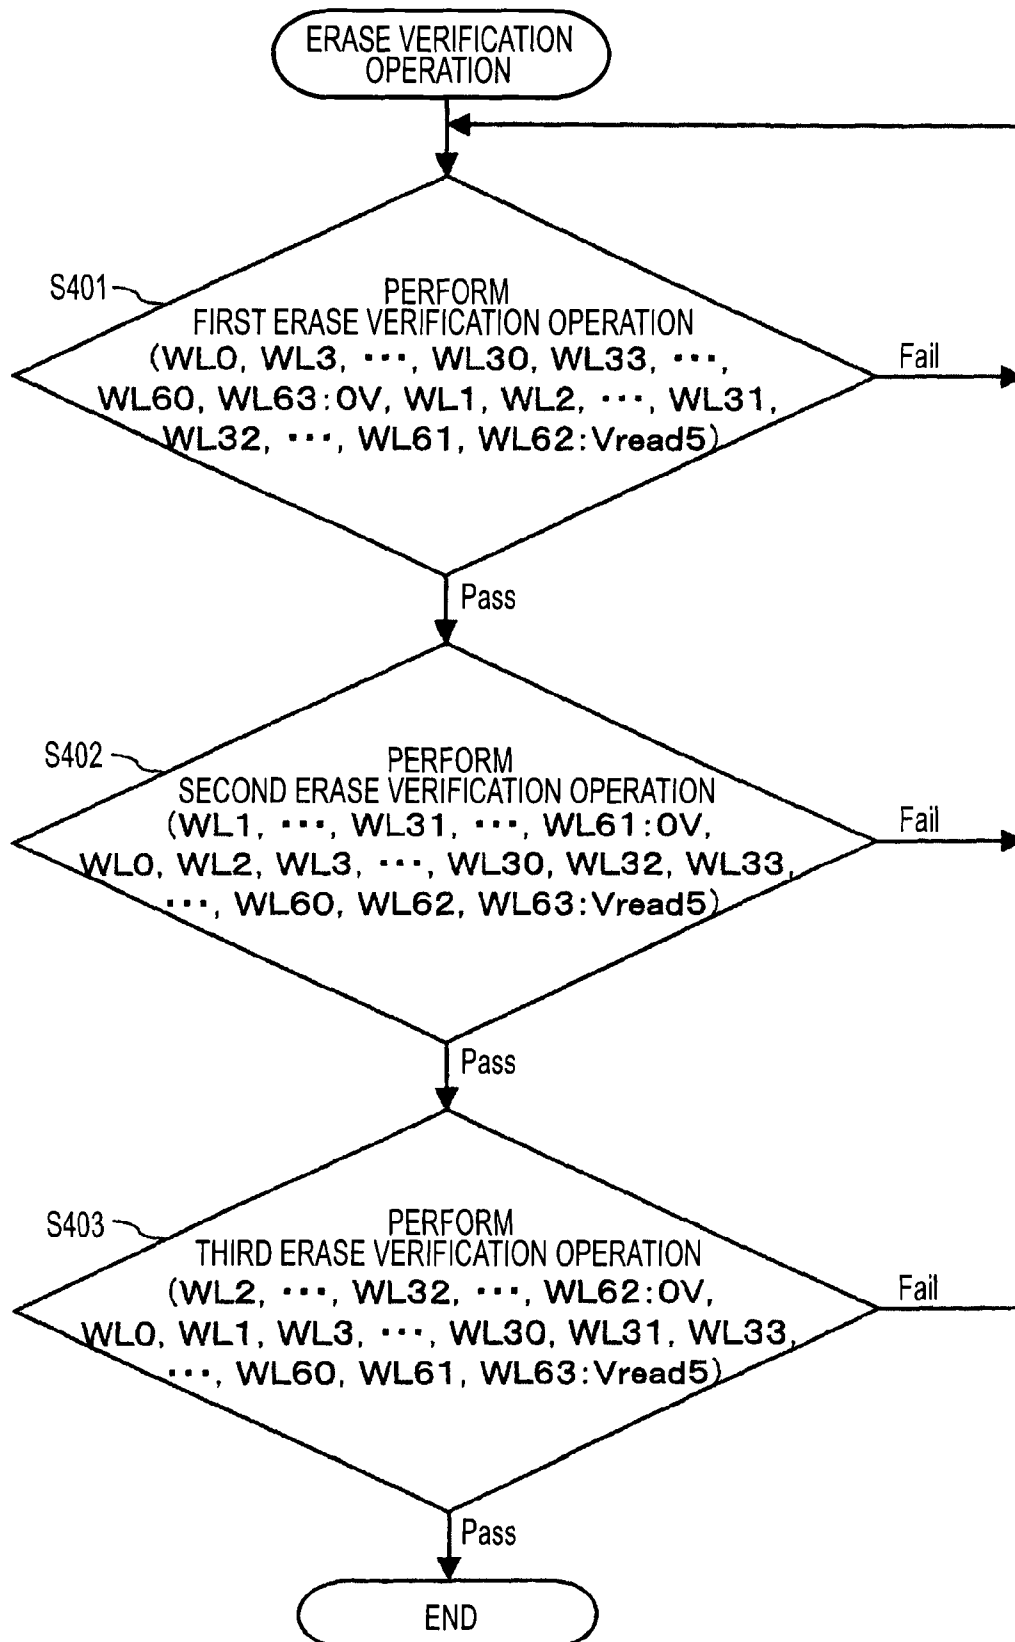 ERASE VERIFICATION
OPERATION
S401
PERFORM
FIRST ERASE VERIFICATION OPERATION
(WL0, WL3, ···, WL30, WL33, ···,
WL60, WL63:0V, WL1, WL2, ···, WL31,
WL32, ···, WL61, WL62:Vread5)
Fail
Pass
S402
PERFORM
SECOND ERASE VERIFICATION OPERATION
(WL1, ···, WL31, ···, WL61:0V,
WL0, WL2, WL3, ···, WL30, WL32, WL33,
···, WL60, WL62, WL63:Vread5)
Fail
Pass
S403
PERFORM
THIRD ERASE VERIFICATION OPERATION
(WL2, ···, WL32, ···, WL62:0V,
WL0, WL1, WL3, ···, WL30, WL31, WL33,
···, WL60, WL61, WL63:Vread5)
Fail
Pass
END